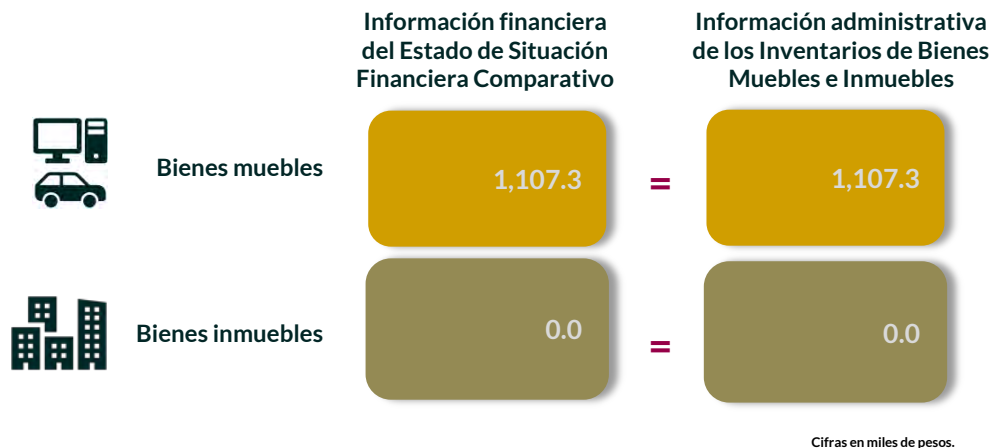 Información financiera
del Estado de Situación
Financiera Comparativo
Información administrativa
de los Inventarios de Bienes
Muebles e Inmuebles
Bienes muebles
1,107.3
=
1,107.3
Bienes inmuebles
0.0
=
0.0
Cifras en miles de pesos.